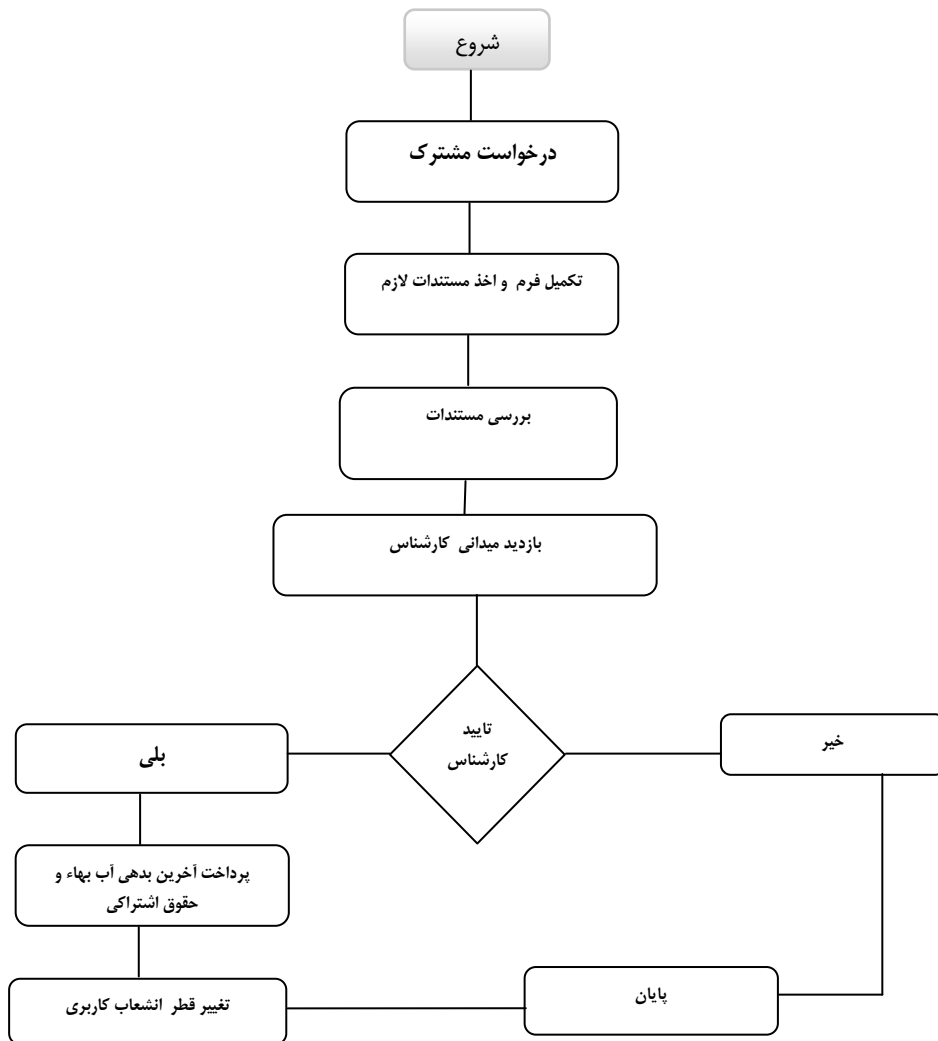 شروع
درخواست مشترک
تکمیل فرم و اخذ مستندات لازم
بررسی مستندات
بازدید میدانی کارشناس
تایید
کارشناس
خیر
بلی
پرداخت آخرین بدهی آب بهاء و
حقوق اشتراکی
تغییر قطر انشعاب کاربری
پایان